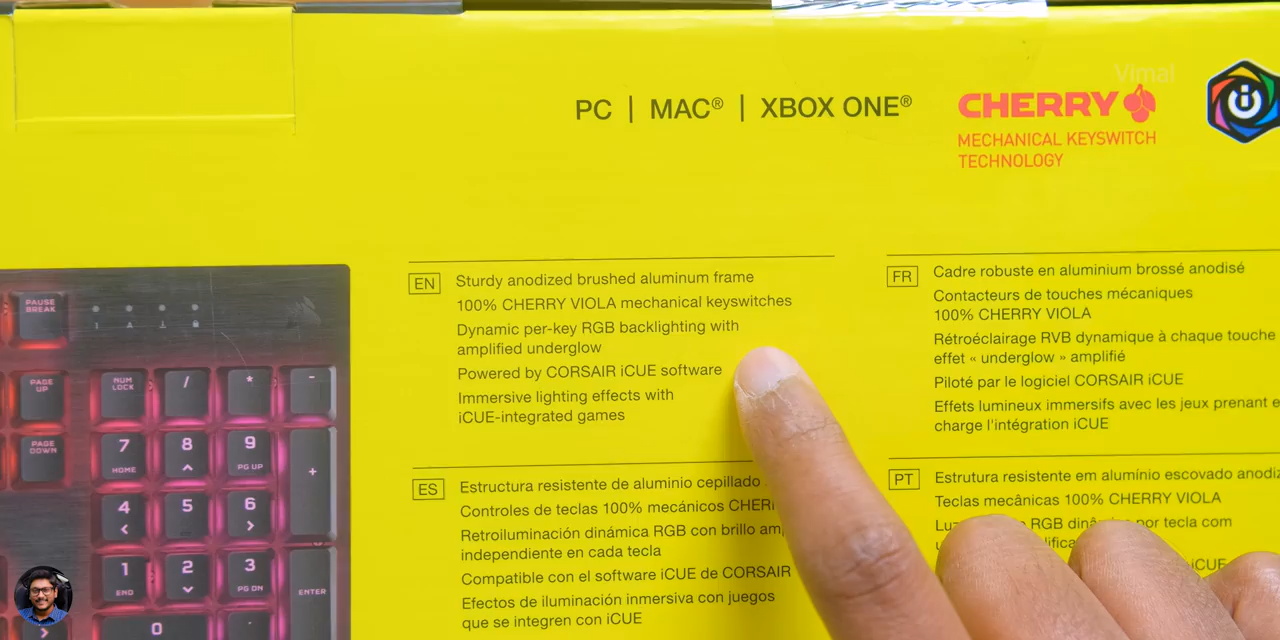 Vimal
PC | MAC® | XBOX ONE®
CHERRY
MECHANICAL KEYSWITCH
TECHNOLOGY
EN
Sturdy anodized brushed aluminum frame
100% CHERRY VIOLA mechanical keyswitches
Dynamic per-key RGB backlighting with
amplified underglow
Powered by CORSAIR iCUE software
Immersive lighting effects with
iCUE-integrated games
FR
Cadre robuste en aluminium brossé anodisé
Contacteurs de touches mécaniques
100% CHERRY VIOLA
Rétroéclairage RVB dynamique à chaque touche
effet « underglow » amplifié
Piloté par le logiciel CORSAIR iCUE
Effets lumineux immersifs avec les jeux prenant
charge l'intégration iCUE
ES
Estructura resistente de aluminio cepillado
Controles de teclas 100% mecánicos
Retroiluminación dinámica RGB con brillo
independiente en cada tecla
Compatible con el software iCUE de CORSAIR
Efectos de iluminación inmersiva con juegos
que se integren con iCUE
PT
Estrutura resistente em alumínio escovado
Teclas mecânicas 100% CHERRY VIOLA
RGB por tecla com
iCUE
PAUSE
BREAK
PAGE
UP
NUM
LOCK
/
*
-
PAGE
DOWN
7
HOME
8
9
PG UP
+
4
5
6
1
END
2
3
PG DN
ENTER
0
.